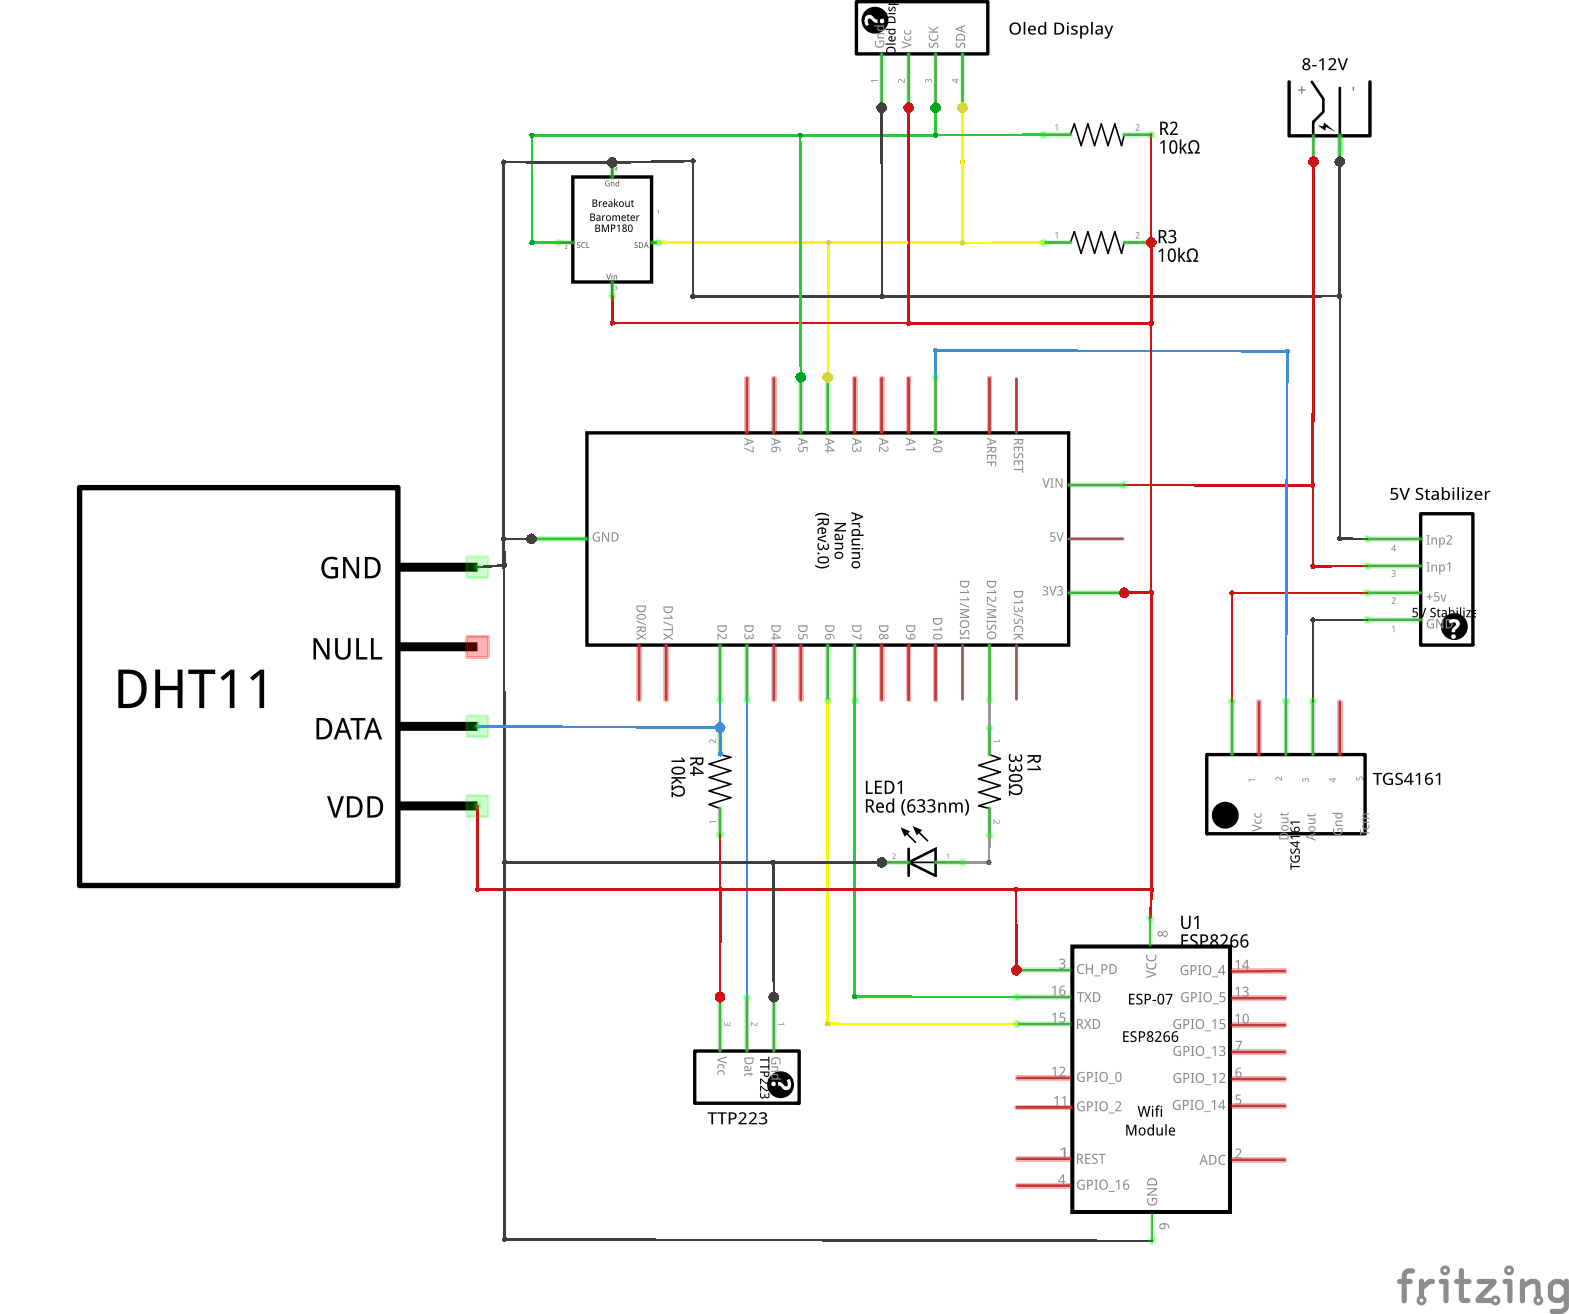 Oled Display
Oled Disp
Gnd
Vcc
SCK
SDA
1
2
3
4
8-12V
+
-
1
2
R2
10kΩ
Gnd
Breakout
Barometer
BMP180
SCL
SDA
Vin
1
1
2
R3
10kΩ
A7
A6
A5
A4
A3
A2
A1
A0
AREF
RESET
VIN
5V
3V3
GND
Arduino
Nano
(Rev3.0)
D0/RX
D1/TX
D2
D3
D4
D5
D6
D7
D8
D9
D10
D11/MOSI
D12/MISO
D13/SCK
5V Stabilizer
Inp2
Inp1
+5v
5V Stabilize
GND
4
3
2
1
DHT11
GND
NULL
DATA
VDD
R4
10kΩ
2
1
R1
330Ω
1
2
LED1
Red (633nm)
2
1
TGS4161
1
2
3
4
5
Vcc
Dout
Aout
Gnd
TGS4161
U1
ESP8266
VCC
8
3
CH_PD
16
TXD
15
RXD
12
GPIO_0
11
GPIO_2
1
REST
4
GPIO_16
ESP-07
ESP8266
Wifi
Module
GPIO_4
14
GPIO_5
13
GPIO_15
10
GPIO_13
7
GPIO_12
6
GPIO_14
5
ADC
2
GND
9
3
2
1
Vcc
Dat
Gnd
TTP223
TTP223
fritzing